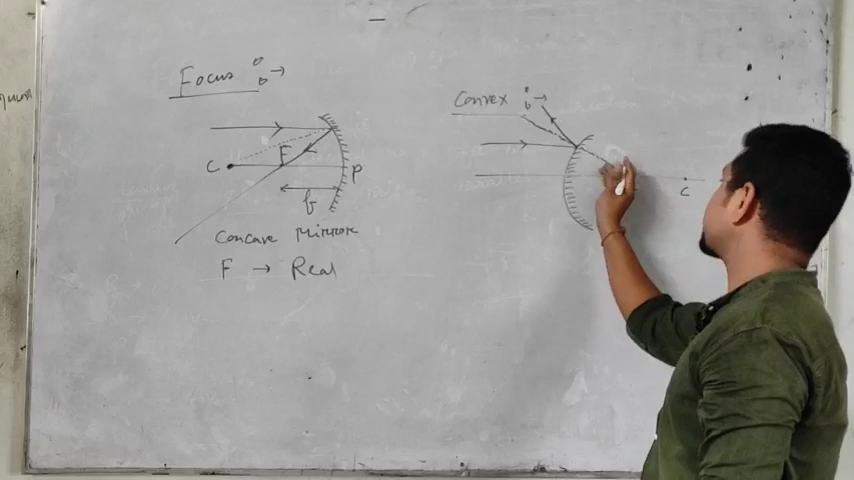 Focus :→
F
C
P
f
Concave Mirror
F → Real
Convex :→
C